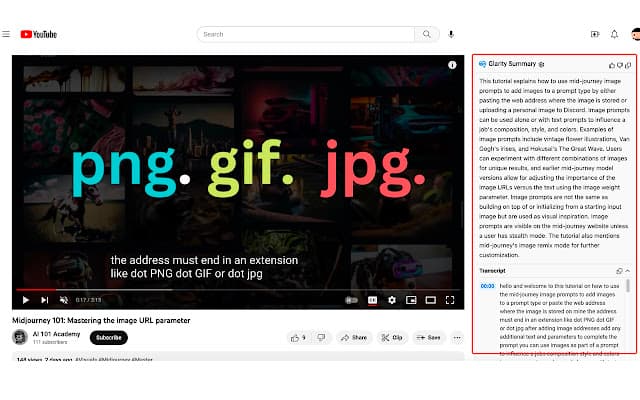 YouTube
Search
png. gif. jpg.
the address must end in an extension
like dot PNG dot GIF or dot jpg
0:17 / 3:13
Midjourney 101: Mastering the image URL parameter
AI 101 Academy
111 subscribers
Subscribe
9
Share
Clip
Save
148 views 2 days ago #Visuals #Midjourney #Master
Glarity Summary
This tutorial explains how to use mid-journey image
prompts to add images to a prompt type by either
pasting the web address where the image is stored or
uploading a personal image to Discord. Image prompts
can be used alone or with text prompts to influence a
job's composition, style, and colors. Examples of
image prompts include vintage flower illustrations, Van
Gogh's irises, and Hokusai's The Great Wave. Users
can experiment with different combinations of images
for unique results, and earlier mid-journey model
versions allow for adjusting the importance of the
image URLs versus the text using the image weight
parameter. Image prompts are not the same as
building on top of or initializing from a starting input
image but are used as visual inspiration. Image
prompts are visible on the mid-journey website unless
a user has stealth mode. The tutorial also mentions
mid-journey's image remix mode for further
customization.
Transcript
00:00
hello and welcome to this tutorial on how to use
the mid-journey image prompts to add images
to a prompt type or paste the web address
where the image is stored on mine the address
must end in an extension like dot PNG dot GIF
or dot jpg after adding image addresses add any
additional text and parameters to complete the
prompt you can use images as part of a prompt
to influence a jobs composition style and colors